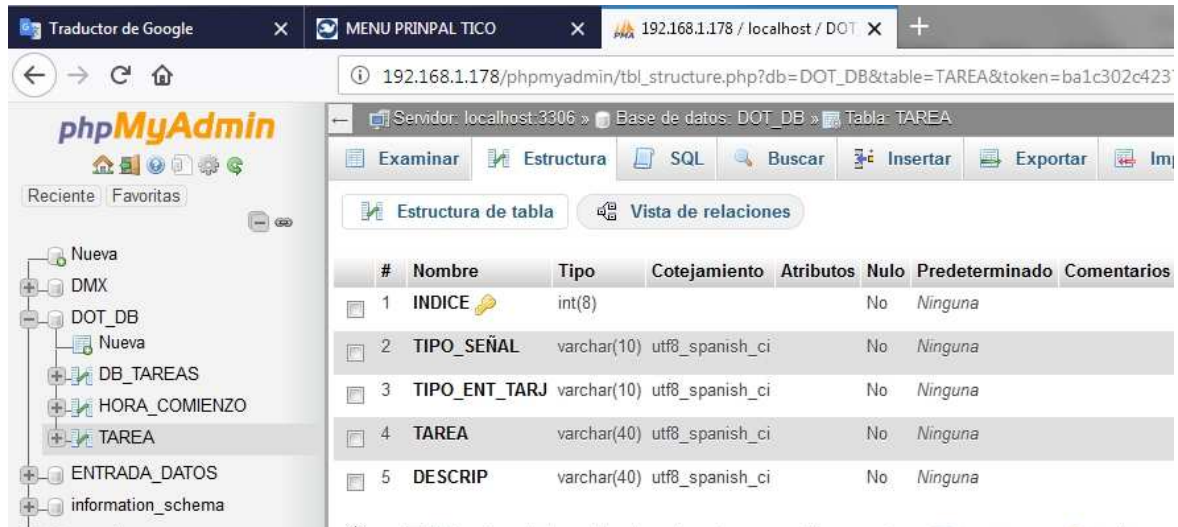 Traductor de Google
MENU PRINPAL TICO
192.168.1.178 / localhost / DOT
192.168.1.178/phpmyadmin/tbl_structure.php?db=DOT_DB&table=TAREA&token=ba1c302c423
phpMyAdmin
Reciente Favoritas
Nueva
DMX
DOT_DB
Nueva
DB_TAREAS
HORA_COMIENZO
TAREA
ENTRADA_DATOS
information_schema
Servidor: localhost:3306 » Base de datos: DOT_DB » Tabla: TAREA
Examinar Estructura SQL Buscar Insertar Exportar Imp
Estructura de tabla Vista de relaciones
# Nombre Tipo Cotejamiento Atributos Nulo Predeterminado Comentarios
1 INDICE int(8) No Ninguna
2 TIPO_SEÑAL varchar(10) utf8_spanish_ci No Ninguna
3 TIPO_ENT_TARJ varchar(10) utf8_spanish_ci No Ninguna
4 TAREA varchar(40) utf8_spanish_ci No Ninguna
5 DESCRIP varchar(40) utf8_spanish_ci No Ninguna